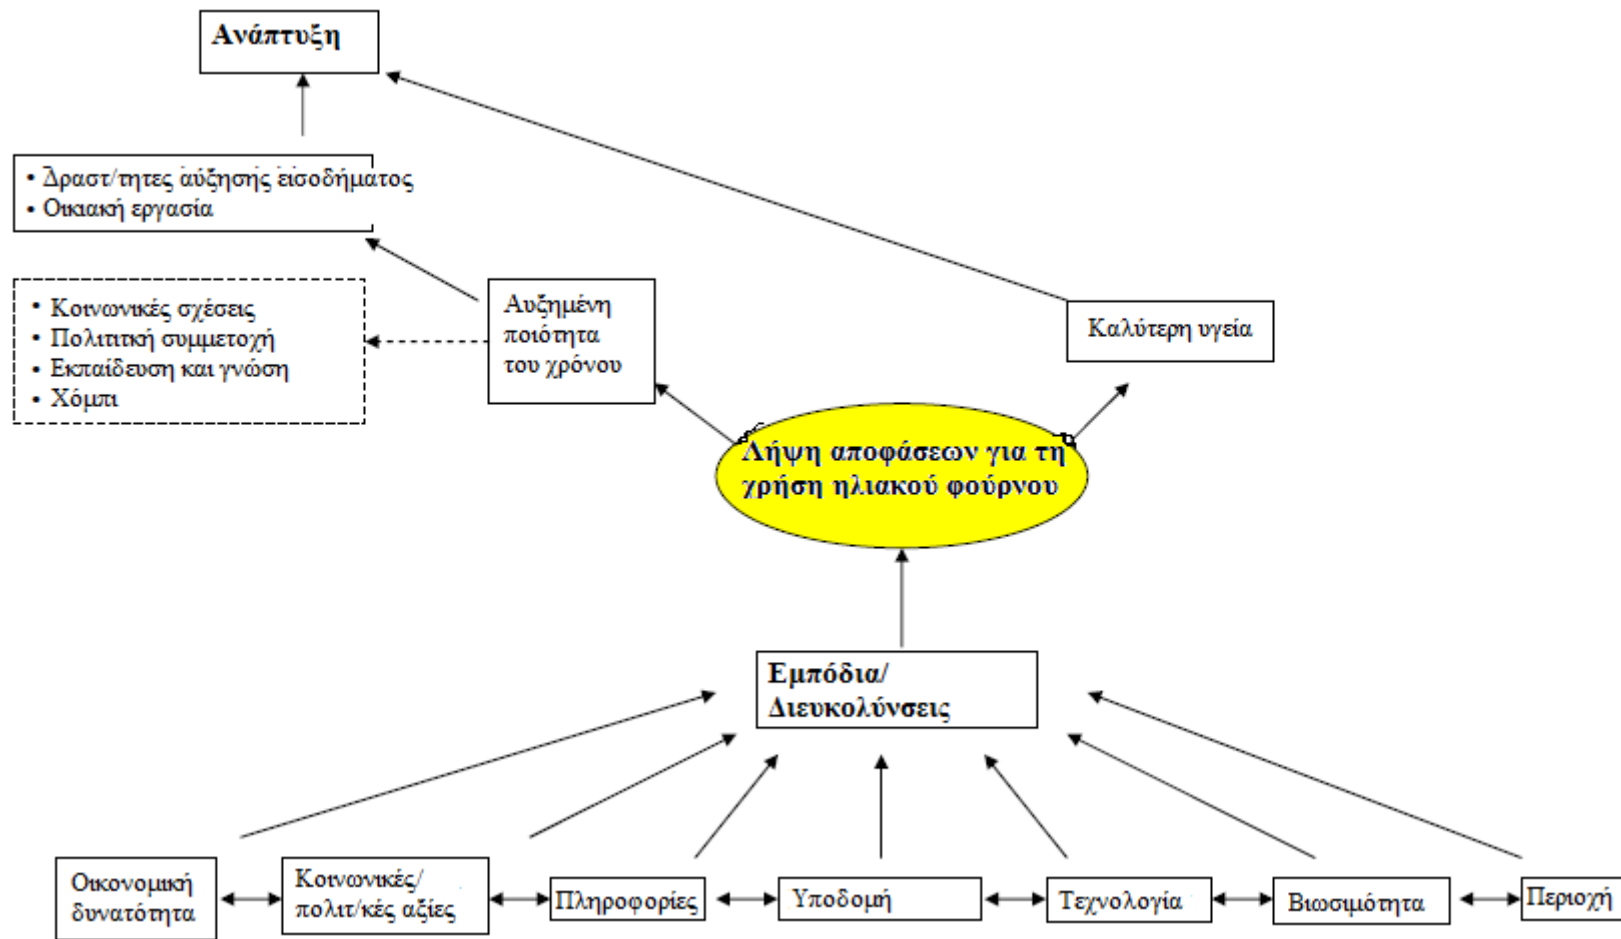 Ανάπτυξη
• Δραστ/τητες αύξησής εισοδήματος
• Οικιακή εργασία
• Κοινωνικές σχέσεις
• Πολιτιτκή συμμετοχή
• Εκπαίδευση και γνώση
• Χόμπι
Αυξημένη
ποιότητα
του χρόνου
Καλύτερη υγεία
Λήψη αποφάσεων για τη
χρήση ηλιακού φούρνου
Εμπόδια/
Διευκολύνσεις
Οικονομική
δυνατότητα
Κοινωνικές/
πολιτ/κές αξίες
Πληροφορίες
Υποδομή
Τεχνολογία
Βιωσιμότητα
Περιοχή